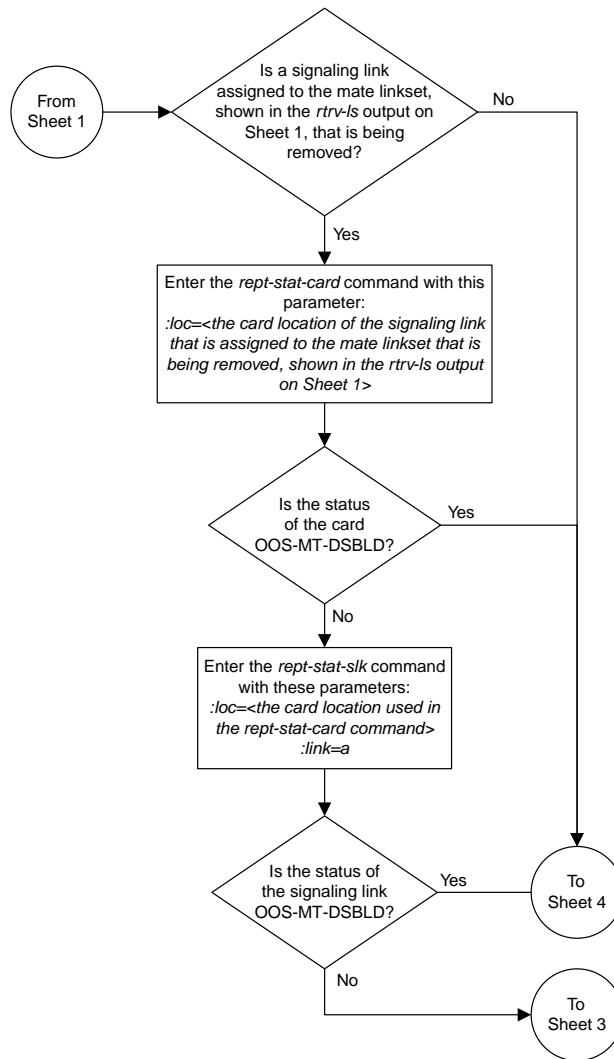 From
Sheet 1
Is a signaling link
assigned to the mate linkset,
shown in the rtrv-ls output on
Sheet 1, that is being
removed?
No
Yes
Enter the rept-stat-card command with this
parameter:
:loc=<the card location of the signaling link
that is assigned to the mate linkset that is
being removed, shown in the rtrv-ls output
on Sheet 1>
Is the status
of the card
OOS-MT-DSBLD?
Yes
No
Enter the rept-stat-slk command
with these parameters:
:loc=<the card location used in
the rept-stat-card command>
:link=a
Is the status of
the signaling link
OOS-MT-DSBLD?
Yes
To
Sheet 4
No
To
Sheet 3